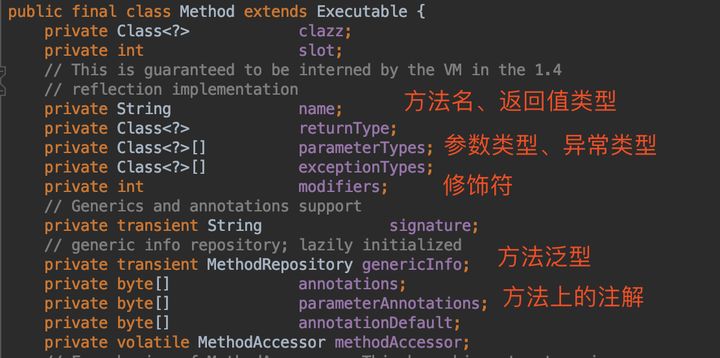 public final class Method extends Executable {
private Class<?> clazz;
private int slot;
// This is guaranteed to be interned by the VM in the 1.4
// reflection implementation
private String name; 方法名、返回值类型
private Class<?> returnType;
private Class<?>[] parameterTypes; 参数类型、异常类型
private Class<?>[] exceptionTypes;
private int modifiers; 修饰符
// Generics and annotations support
private transient String signature;
// generic info repository; lazily initialized
private transient MethodRepository genericInfo; 方法泛型
private byte[] annotations;
private byte[] parameterAnnotations; 方法上的注解
private byte[] annotationDefault;
private volatile MethodAccessor methodAccessor;